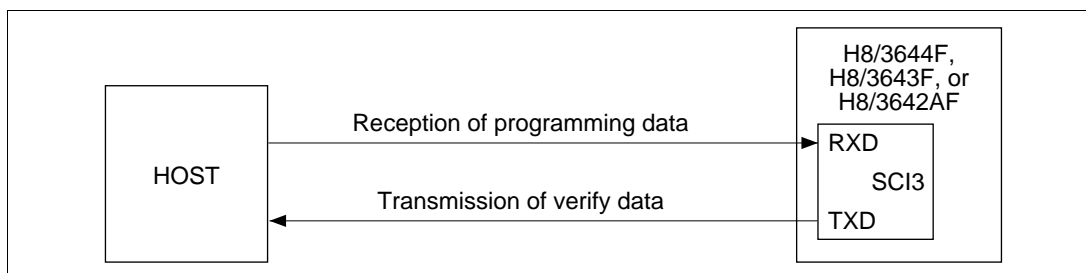 H8/3644F,
H8/3643F, or
H8/3642AF
Reception of programming data
RXD
HOST
SCI3
Transmission of verify data
TXD